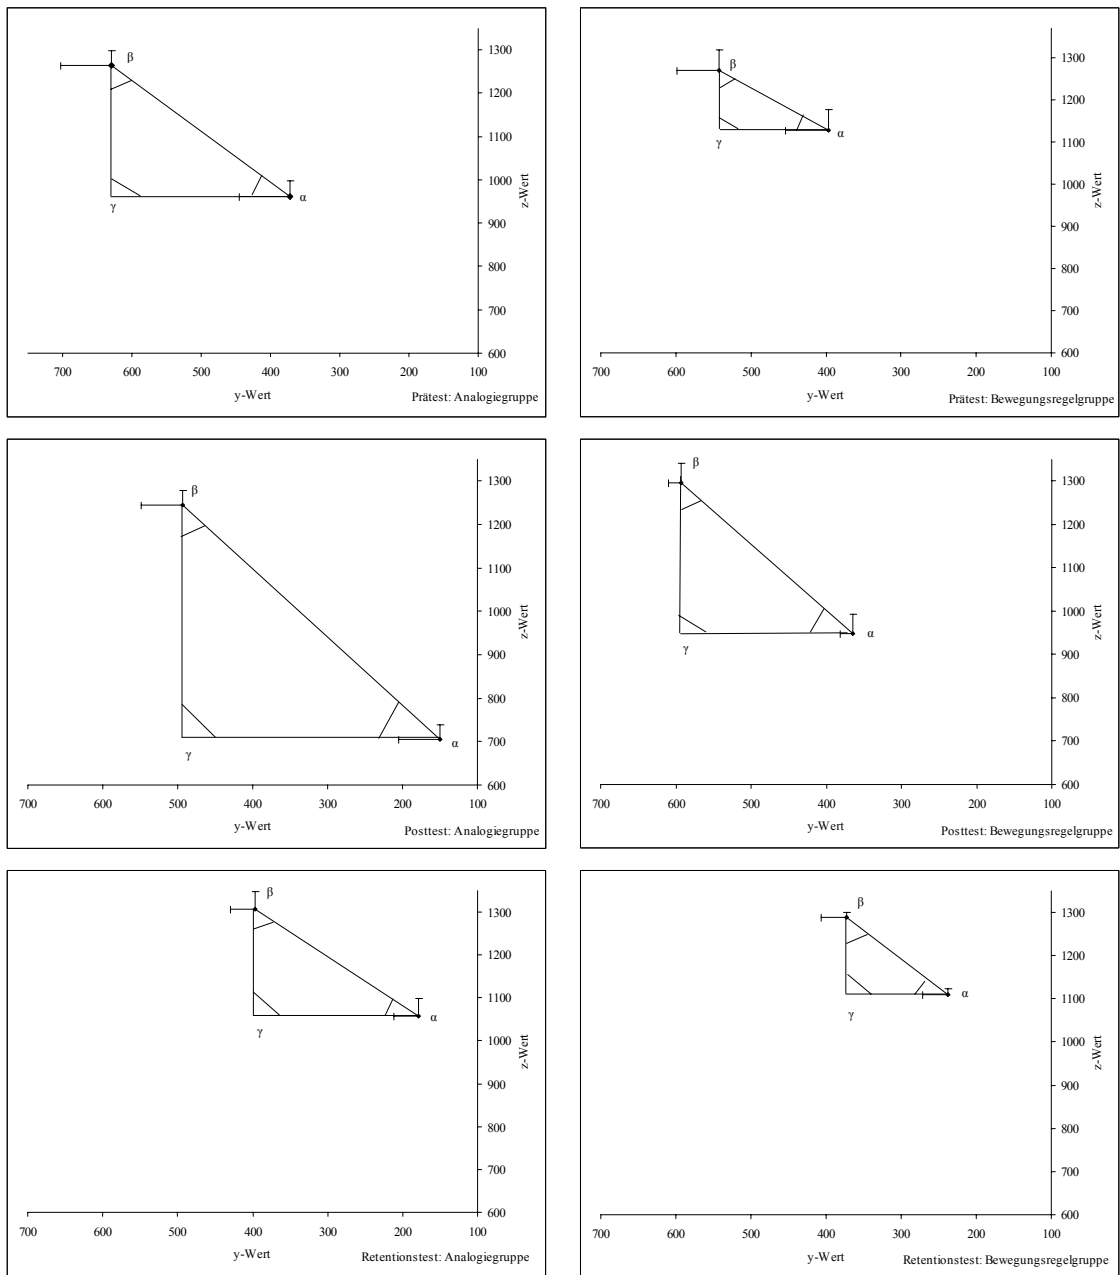 1300
β
1200
1100
1000
z-Wert
α
γ
900
800
700
600
700 600 500 400 300 200 100
y-Wert
Prätest: Analogiegruppe
1300
β
1200
1100
α
γ
1000
z-Wert
900
800
700
600
700 600 500 400 300 200 100
y-Wert
Prätest: Bewegungsregelgruppe
1300
β
1200
1100
1000
z-Wert
900
800
700
α
γ
600
700 600 500 400 300 200 100
y-Wert
Posttest: Analogiegruppe
β
1300
1200
1100
1000
z-Wert
α
γ
900
800
700
600
700 600 500 400 300 200 100
y-Wert
Posttest: Bewegungsregelgruppe
β
1300
1200
1100
α
γ
1000
z-Wert
900
800
700
600
700 600 500 400 300 200 100
y-Wert
Retentionstest: Analogiegruppe
β
1300
1200
1100
α
γ
1000
z-Wert
900
800
700
600
700 600 500 400 300 200 100
y-Wert
Retentionstest: Bewegungsregelgruppe